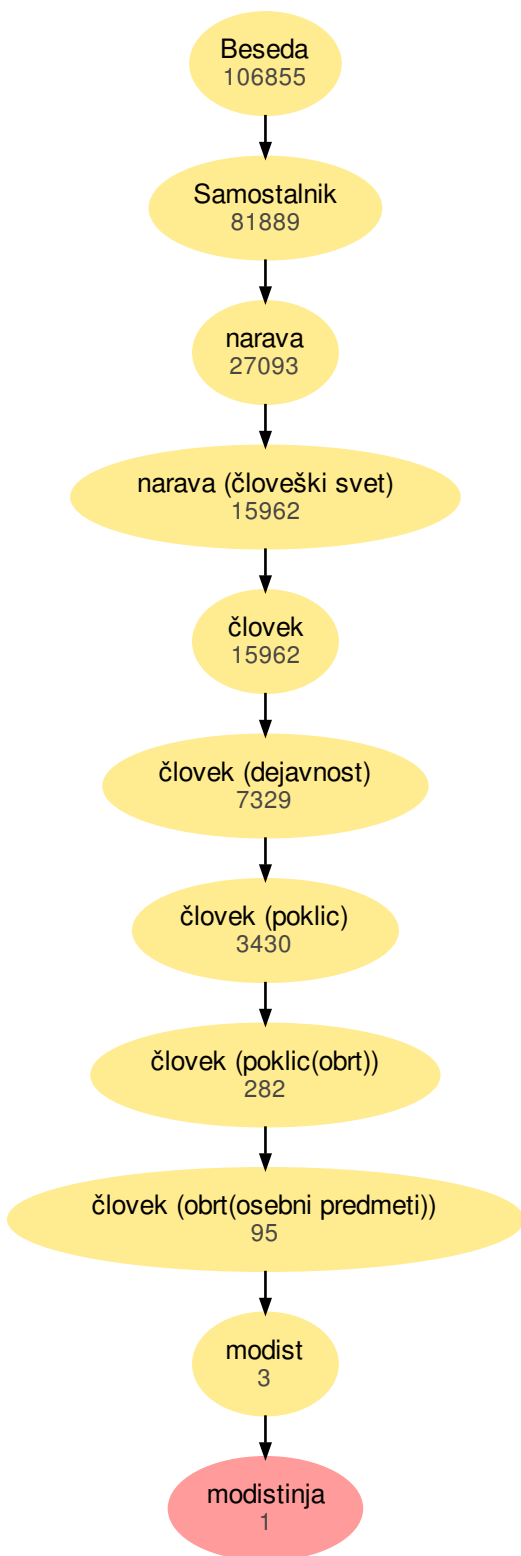 Beseda
106855
Samostalnik
81889
narava
27093
narava (človeški svet)
15962
človek
15962
človek (dejavnost)
7329
človek (poklic)
3430
človek (poklic(obrt))
282
človek (obrt(osebni predmeti))
95
modist
3
modistinja
1